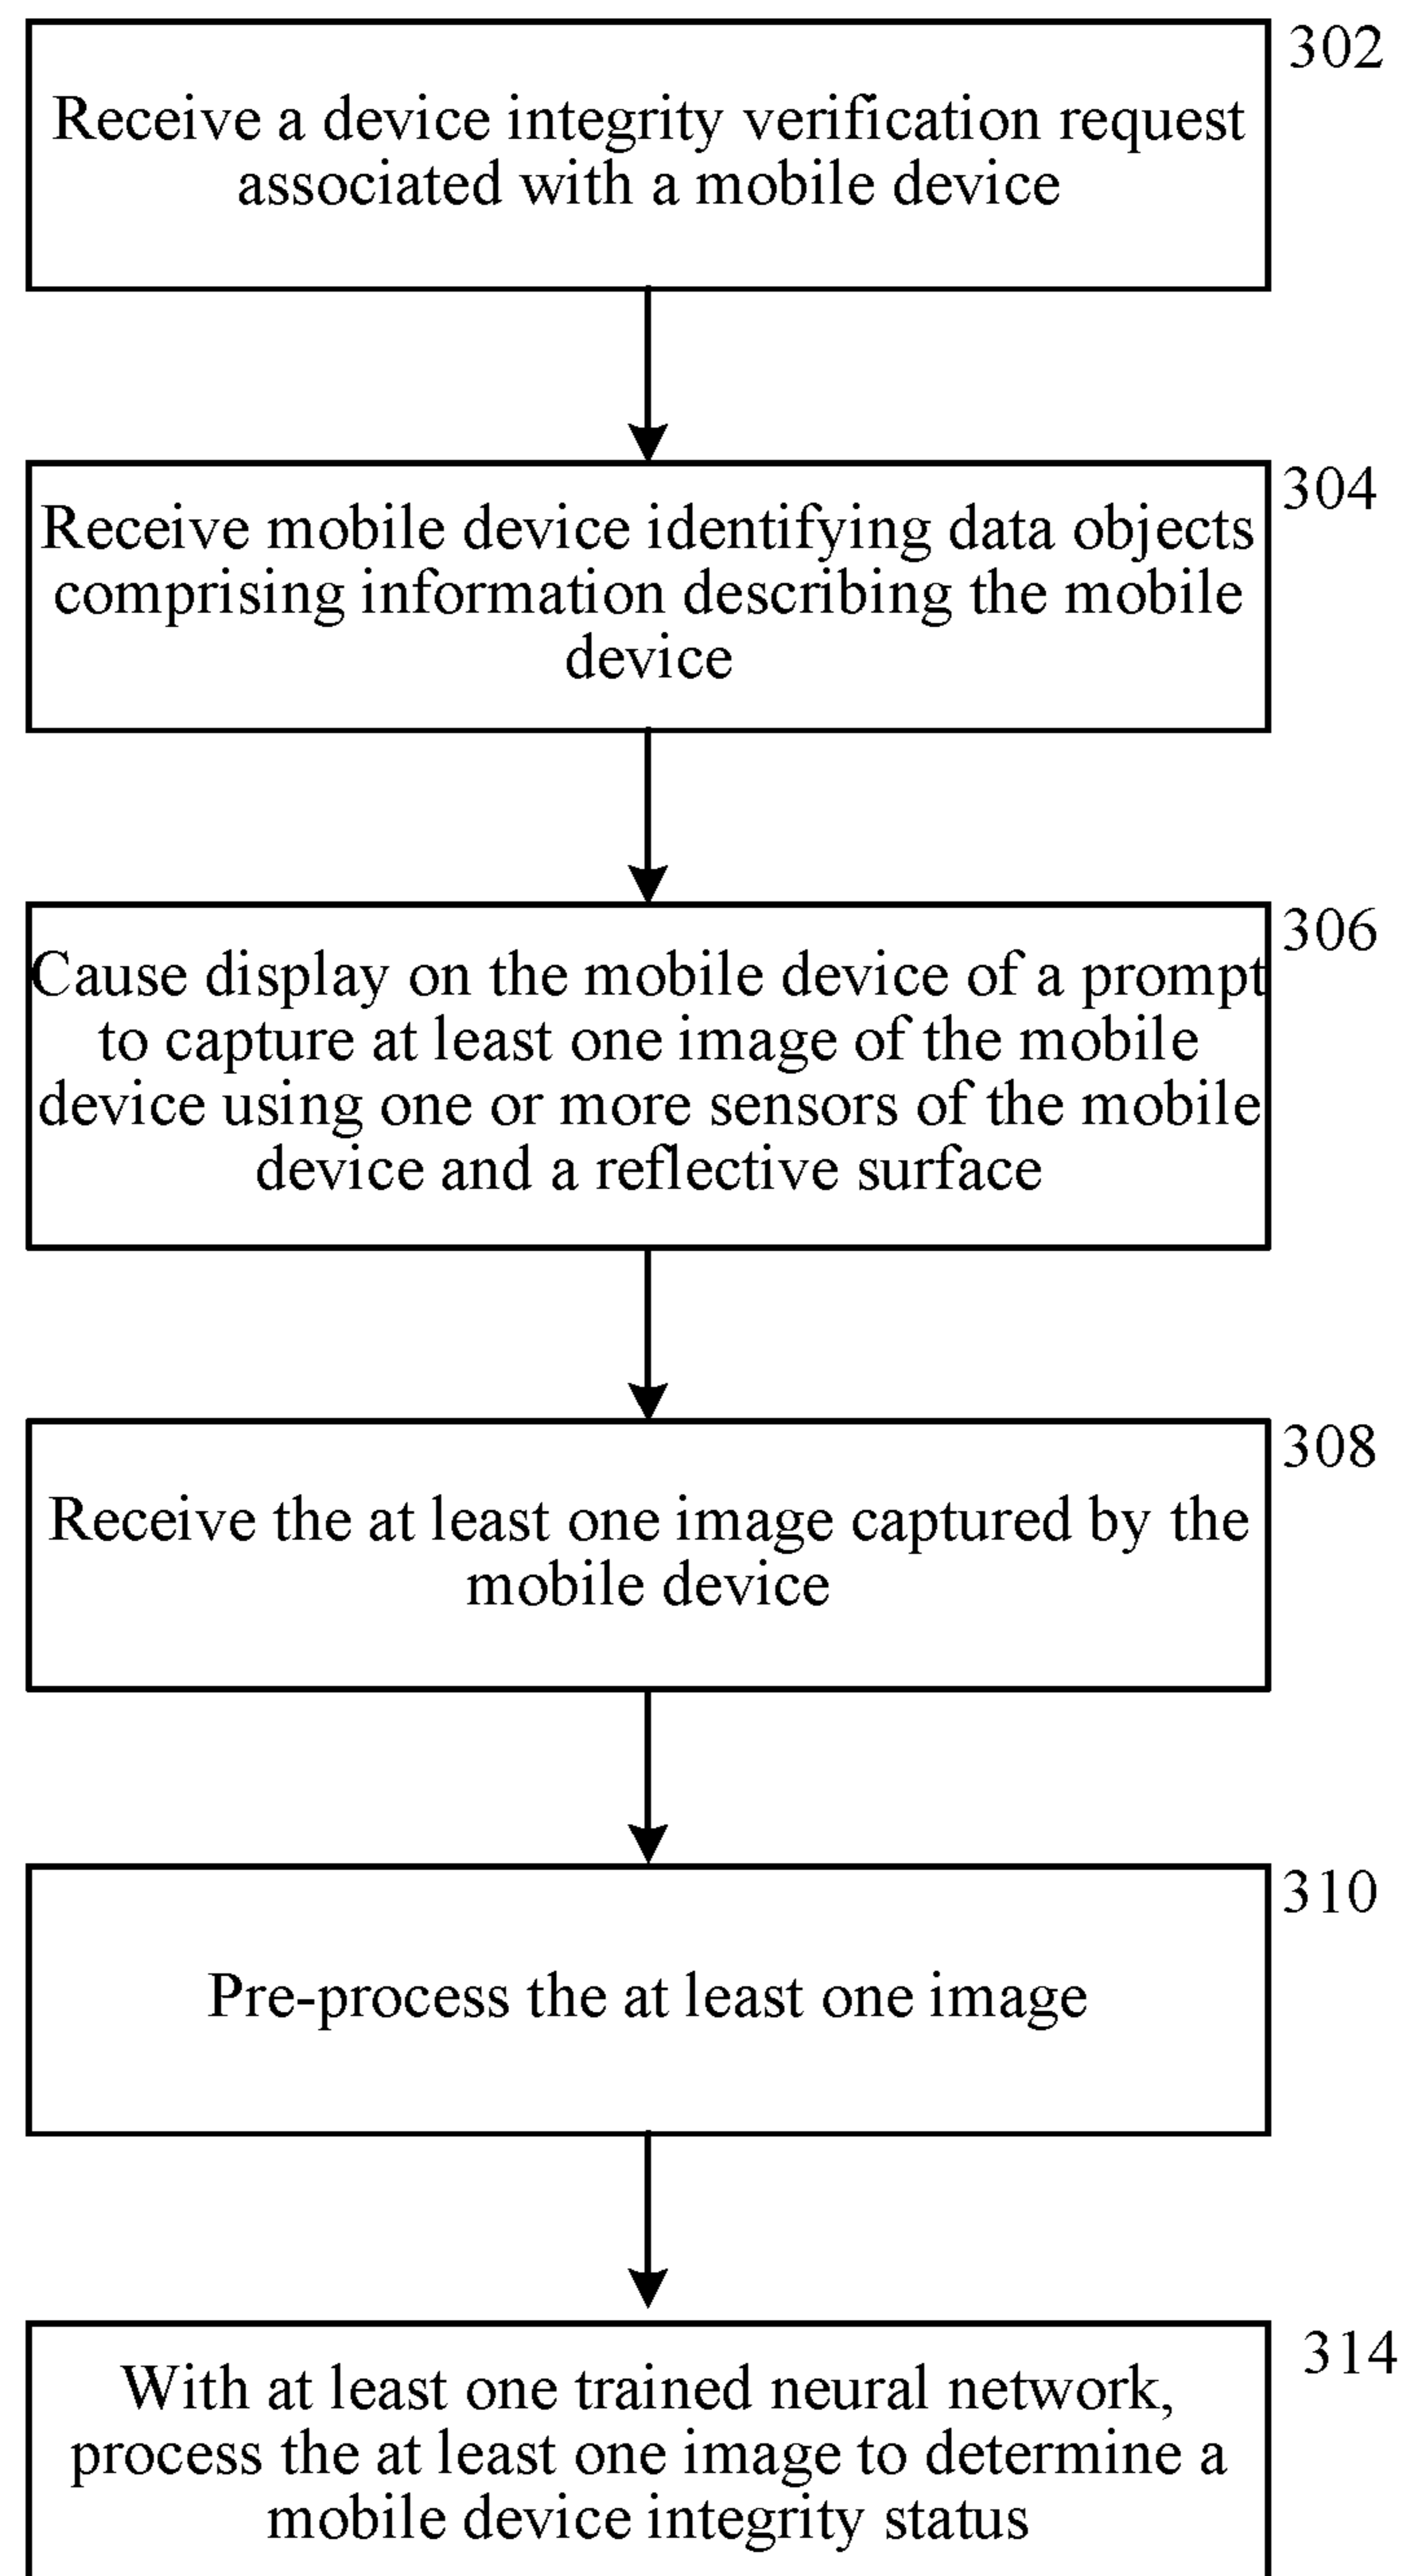 302
Receive a device integrity verification request
associated with a mobile device
304
Receive mobile device identifying data objects
comprising information describing the mobile
device
306
Cause display on the mobile device of a prompt
to capture at least one image of the mobile
device using one or more sensors of the mobile
device and a reflective surface
308
Receive the at least one image captured by the
mobile device
310
Pre-process the at least one image
314
With at least one trained neural network,
process the at least one image to determine a
mobile device integrity status